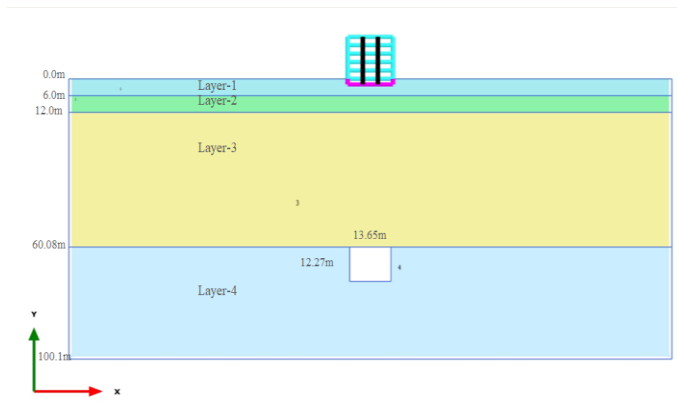 0.0m
Layer-1
6.0m
Layer-2
12.0m
Layer-3
3
13.65m
60.08m
12.27m
4
Layer-4
Y
100.1m
X